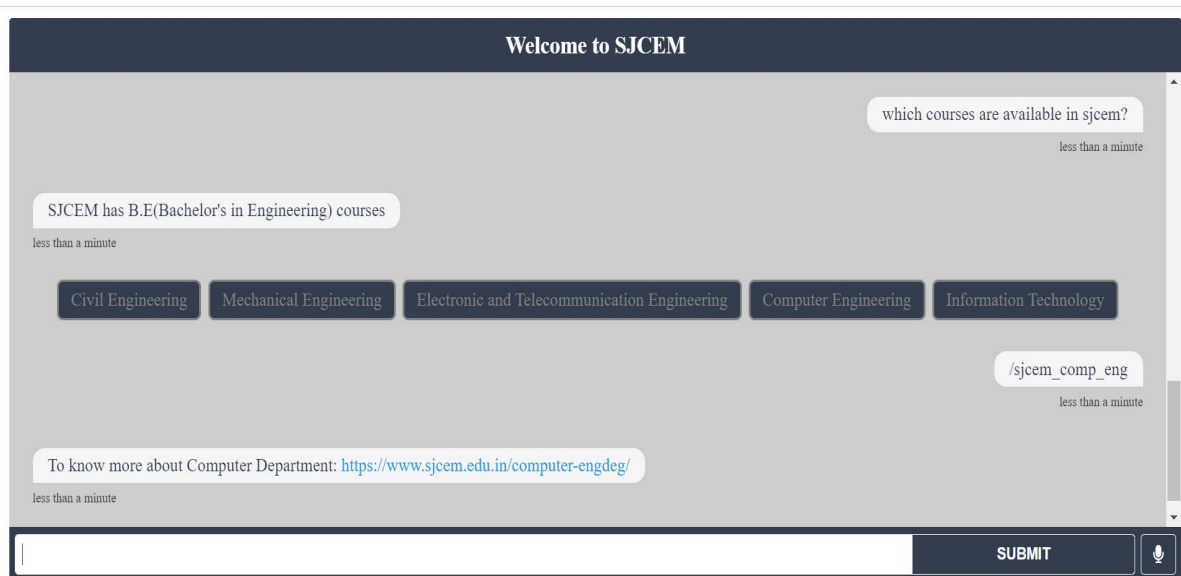 Welcome to SJCEM
which courses are available in sjcem?
less than a minute
SJCEM has B.E(Bachelor's in Engineering) courses
less than a minute
Civil Engineering Mechanical Engineering Electronic and Telecommunication Engineering Computer Engineering Information Technology
/sjcem_comp_eng
less than a minute
To know more about Computer Department: https://www.sjcem.edu.in/computer-engdeg/
less than a minute
SUBMIT